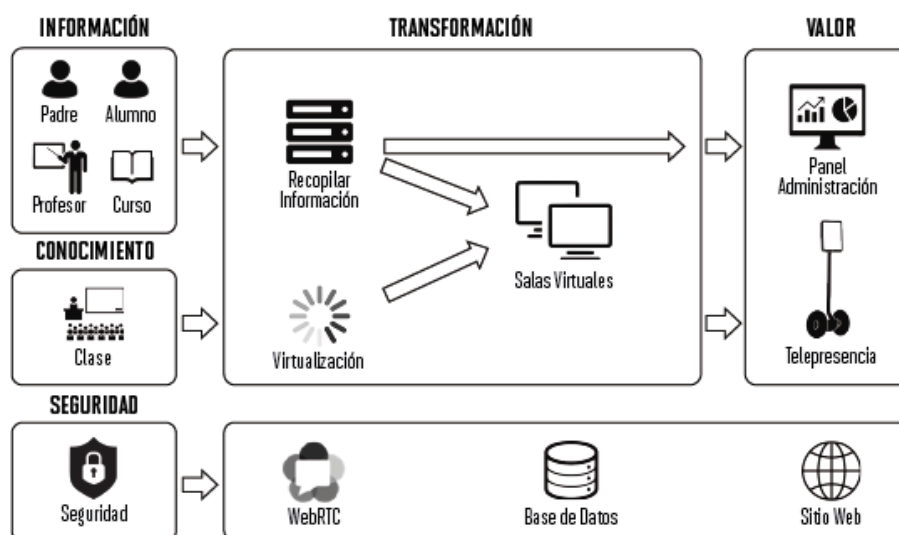 INFORMACIÓN
TRANSFORMACIÓN
VALOR
Padre
Alumno
Profesor
Curso
Recopilar
Información
Panel
Administración
CONOCIMIENTO
Clase
Virtualización
Salas Virtuales
Telepresencia
SEGURIDAD
Seguridad
WebRTC
Base de Datos
Sitio Web